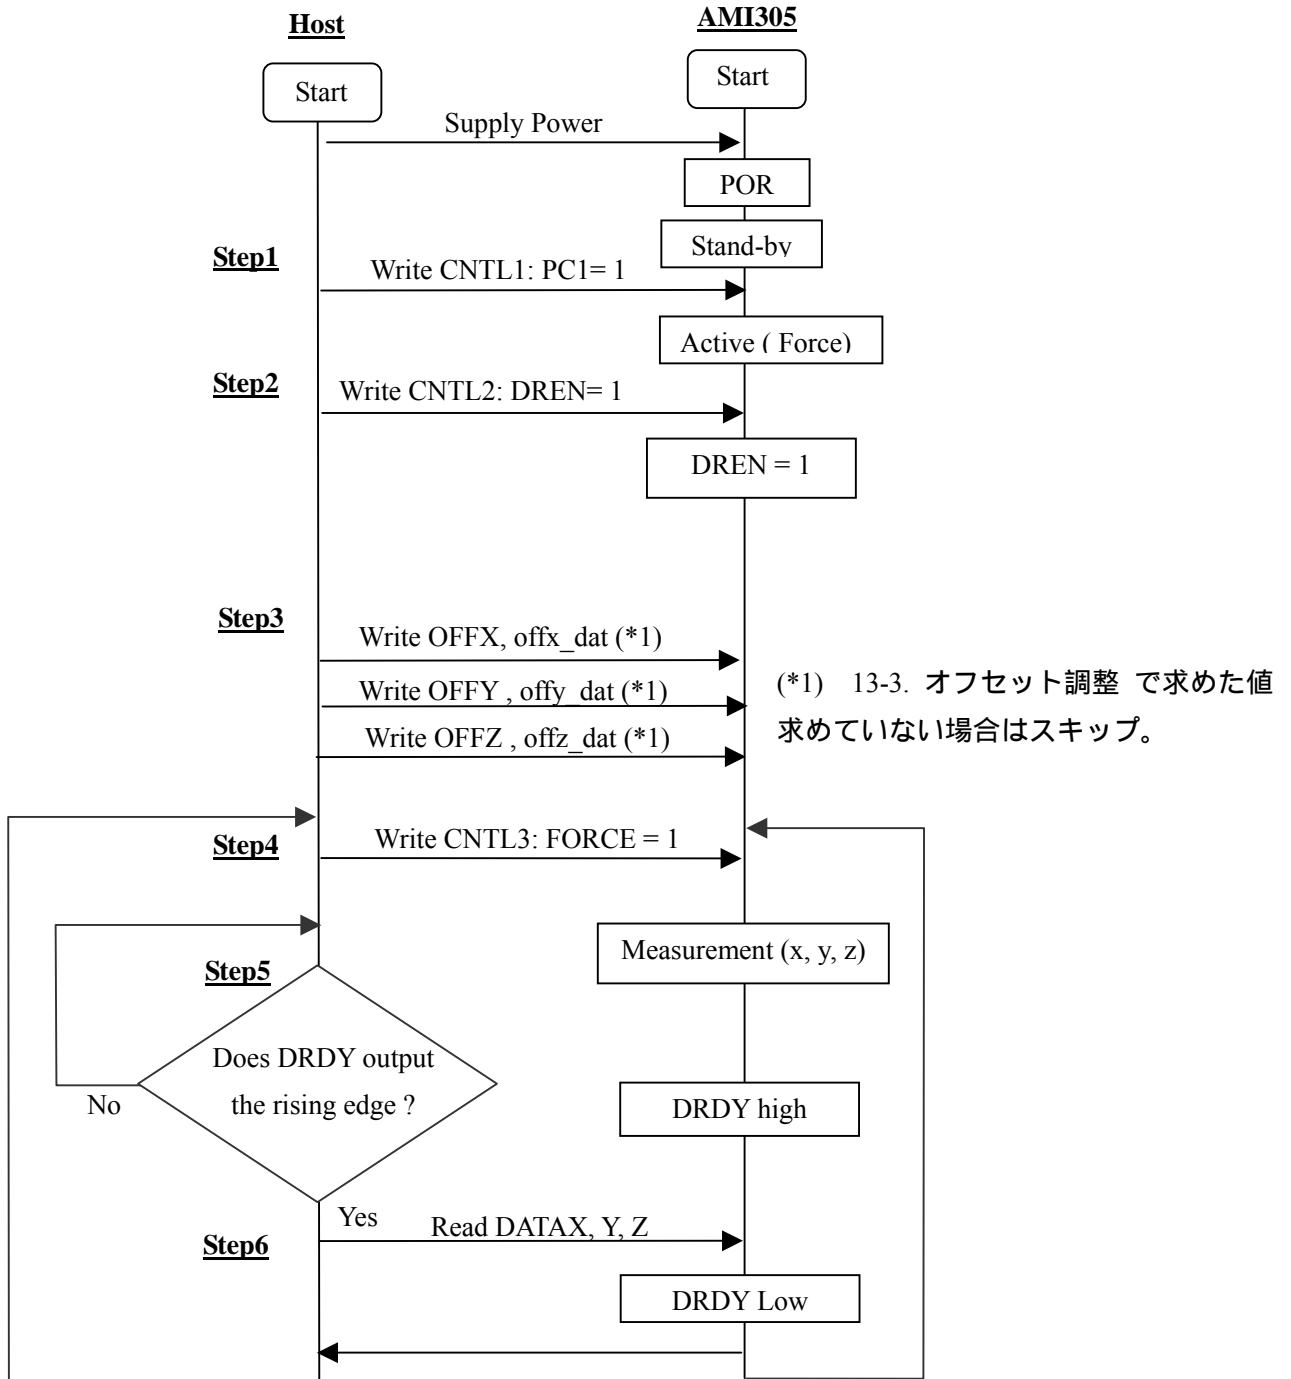 Host
AMI305
Start
Start
Supply Power
POR
Stand-by
Step1
Write CNTL1: PC1= 1
Active ( Force)
Step2
Write CNTL2: DREN= 1
DREN = 1
Step3
Write OFFX, offx_dat (*1)
Write OFFY , offy_dat (*1)
Write OFFZ , offz_dat (*1)
(*1) 13-3. オフセット調整 で求めた値
求めていない場合はスキップ。
Step4
Write CNTL3: FORCE = 1
Measurement (x, y, z)
Step5
Does DRDY output
the rising edge ?
No
DRDY high
Yes
Read DATAX, Y, Z
Step6
DRDY Low